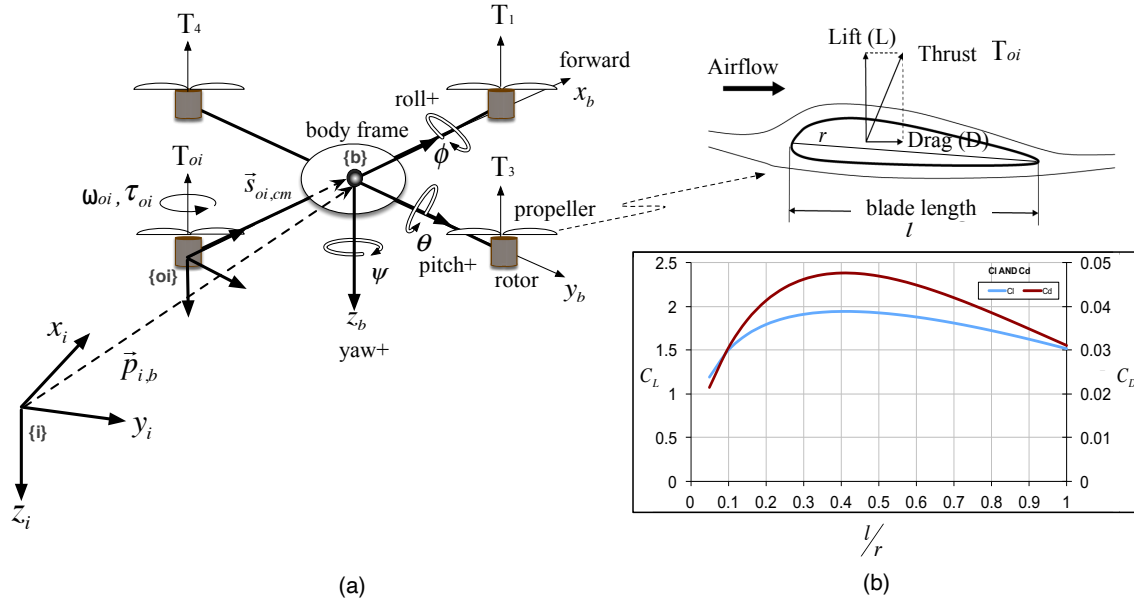 T₄
T₁
forward
x_b
roll+
body frame
{b}
ϕ
T_oi
ω_oi, τ_oi
s⃗_oi,cm
T₃
propeller
θ
pitch+
rotor
y_b
{oi}
ψ
z_b
yaw+
x_i
p⃗_i,b
y_i
{i}
z_i
(a)
Lift (L)
Thrust T_oi
Airflow
r
Drag (D)
blade length
l
Cl AND Cd
Cl Cd
2.5
2
1.5
1
0.5
0
C_L
0.05
0.04
0.03
0.02
0.01
0
C_D
0 0.1 0.2 0.3 0.4 0.5 0.6 0.7 0.8 0.9 1
l/r
(b)